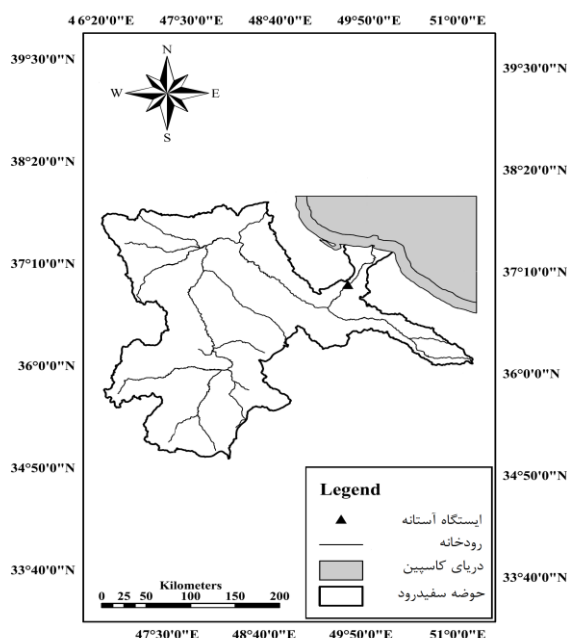 46°20'0"E 47°30'0"E 48°40'0"E 49°50'0"E 51°0'0"E
39°30'0"N 39°30'0"N
N
W E
S
38°20'0"N 38°20'0"N
37°10'0"N 37°10'0"N
36°0'0"N 36°0'0"N
34°50'0"N 34°50'0"N
Legend
ایستگاه آستانه
رودخانه
دریای کاسپین
حوضه سفیدرود
33°40'0"N 33°40'0"N
Kilometers
0 25 50 100 150 200
47°30'0"E 48°40'0"E 49°50'0"E 51°0'0"E